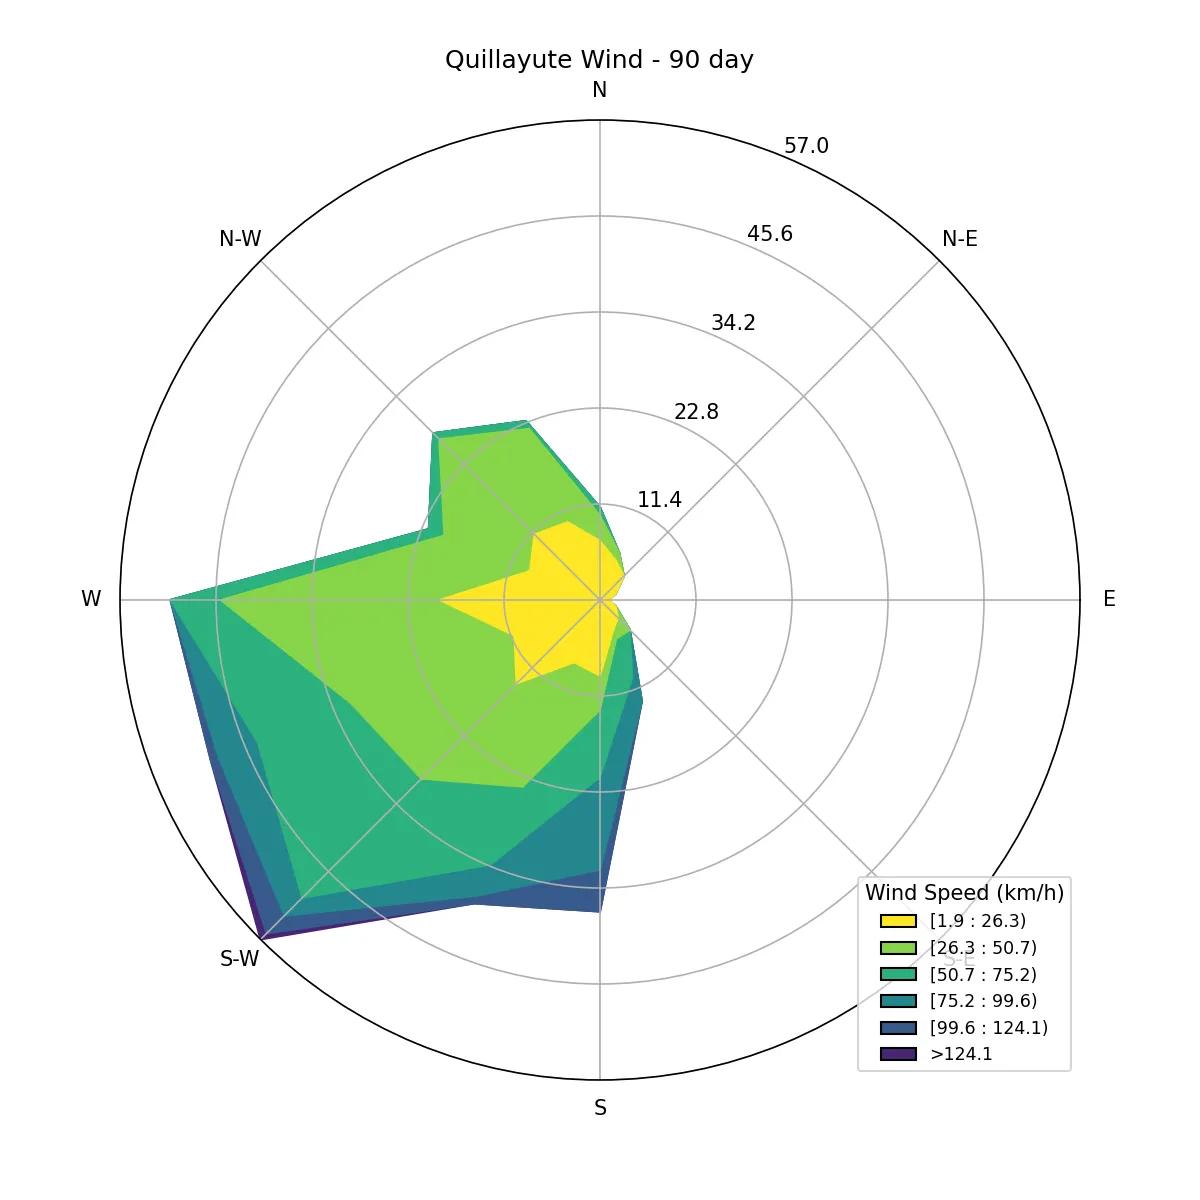 Quillayute Wind - 90 day
N
57.0
N-W
N-E
45.6
34.2
22.8
11.4
W
E
Wind Speed (km/h)
[1.9 : 26.3)
[26.3 : 50.7)
S-W
S-E
[50.7 : 75.2)
[75.2 : 99.6)
[99.6 : 124.1)
>124.1
S